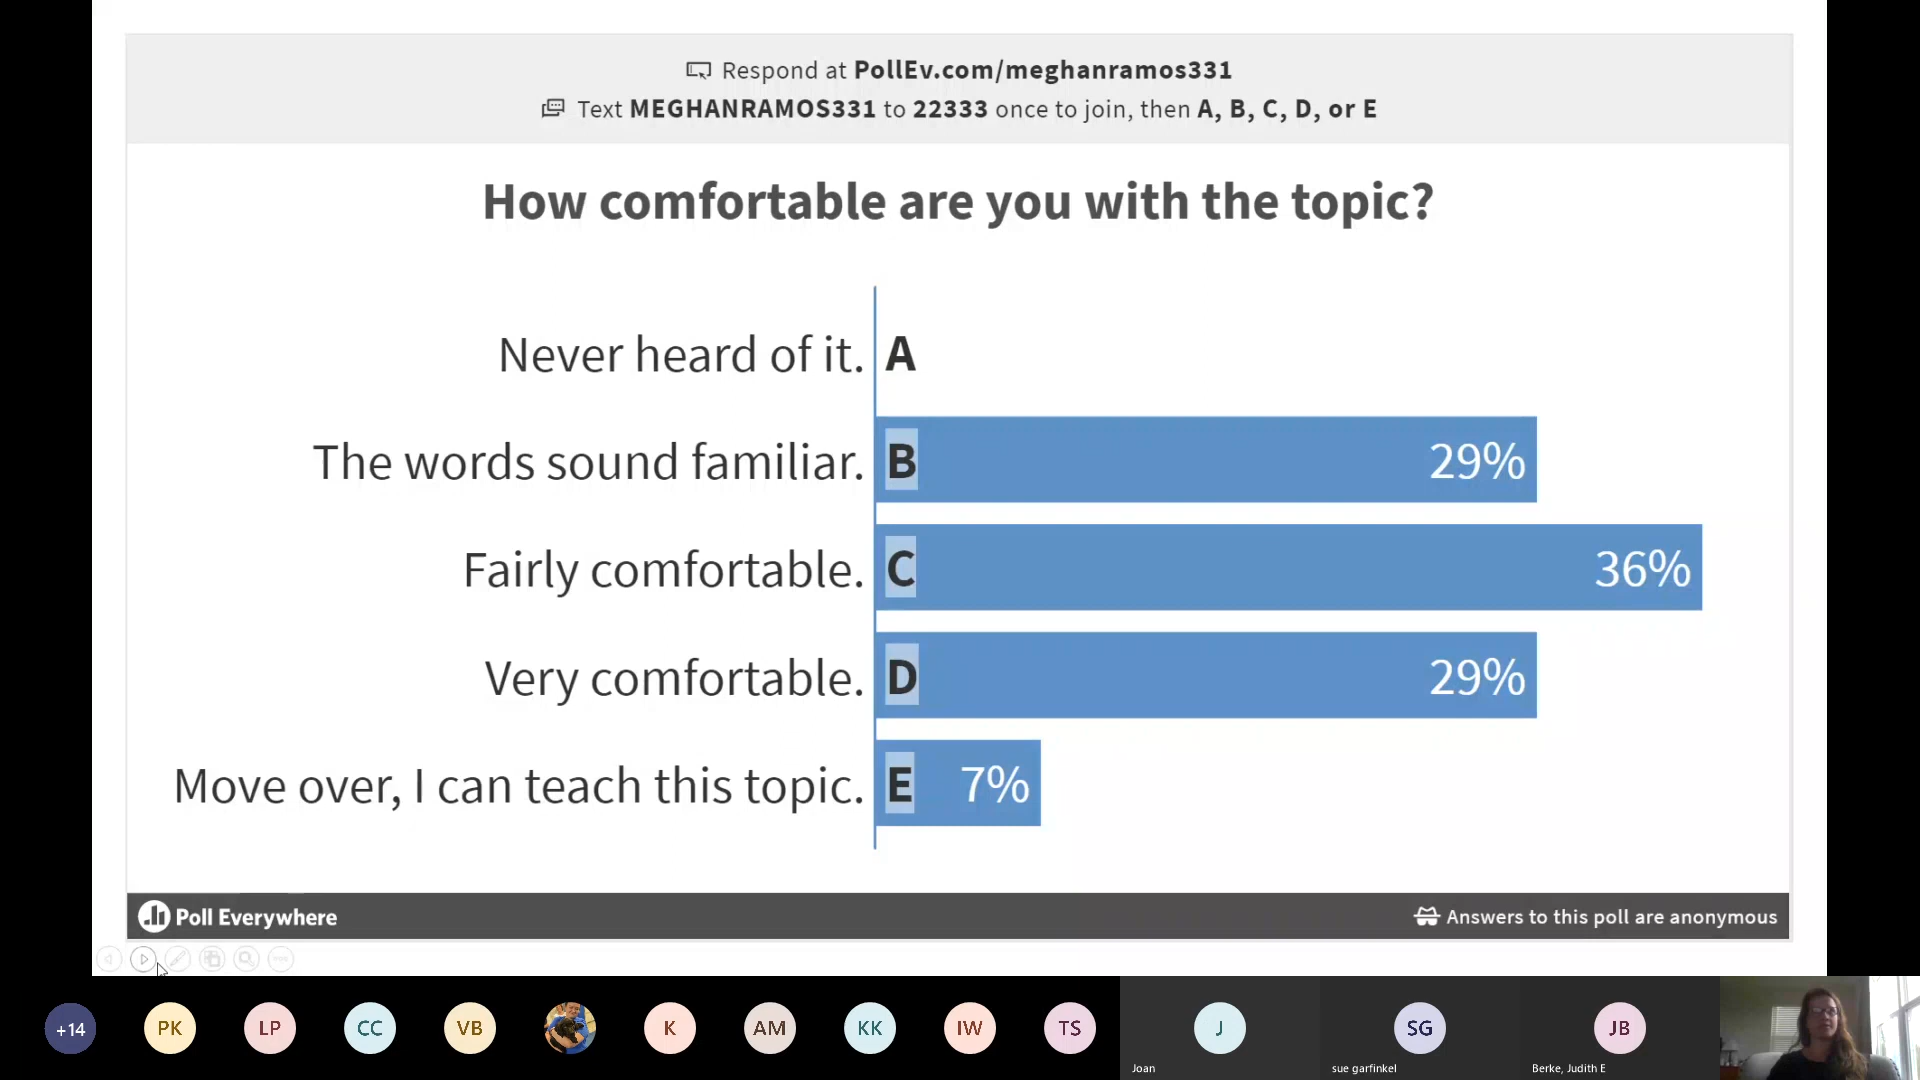 Respond at PollEv.com/meghanramos331
Text MEGHANRAMOS331 to 22333 once to join, then A, B, C, D, or E
How comfortable are you with the topic?
Never heard of it. A
The words sound familiar. B 29%
Fairly comfortable. C 36%
Very comfortable. D 29%
Move over, I can teach this topic. E 7%
Poll Everywhere
Answers to this poll are anonymous
+14 PK LP CC VB K AM KK IW TS J SG JB
Joan sue garfinkel Berke, Judith E